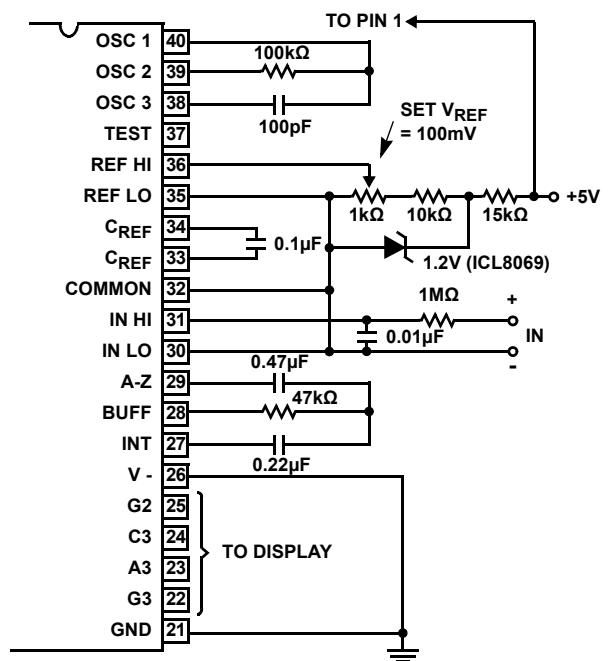 TO PIN 1
OSC 1 40
100kΩ
OSC 2 39
OSC 3 38
100pF
SET VREF
= 100mV
TEST 37
REF HI 36
REF LO 35
1kΩ 10kΩ 15kΩ +5V
CREF 34
0.1µF
CREF 33
1.2V (ICL8069)
COMMON 32
1MΩ
+
IN HI 31
0.01µF
IN
IN LO 30
-
0.47µF
A-Z 29
47kΩ
BUFF 28
INT 27
0.22µF
V - 26
G2 25
C3 24
TO DISPLAY
A3 23
G3 22
GND 21